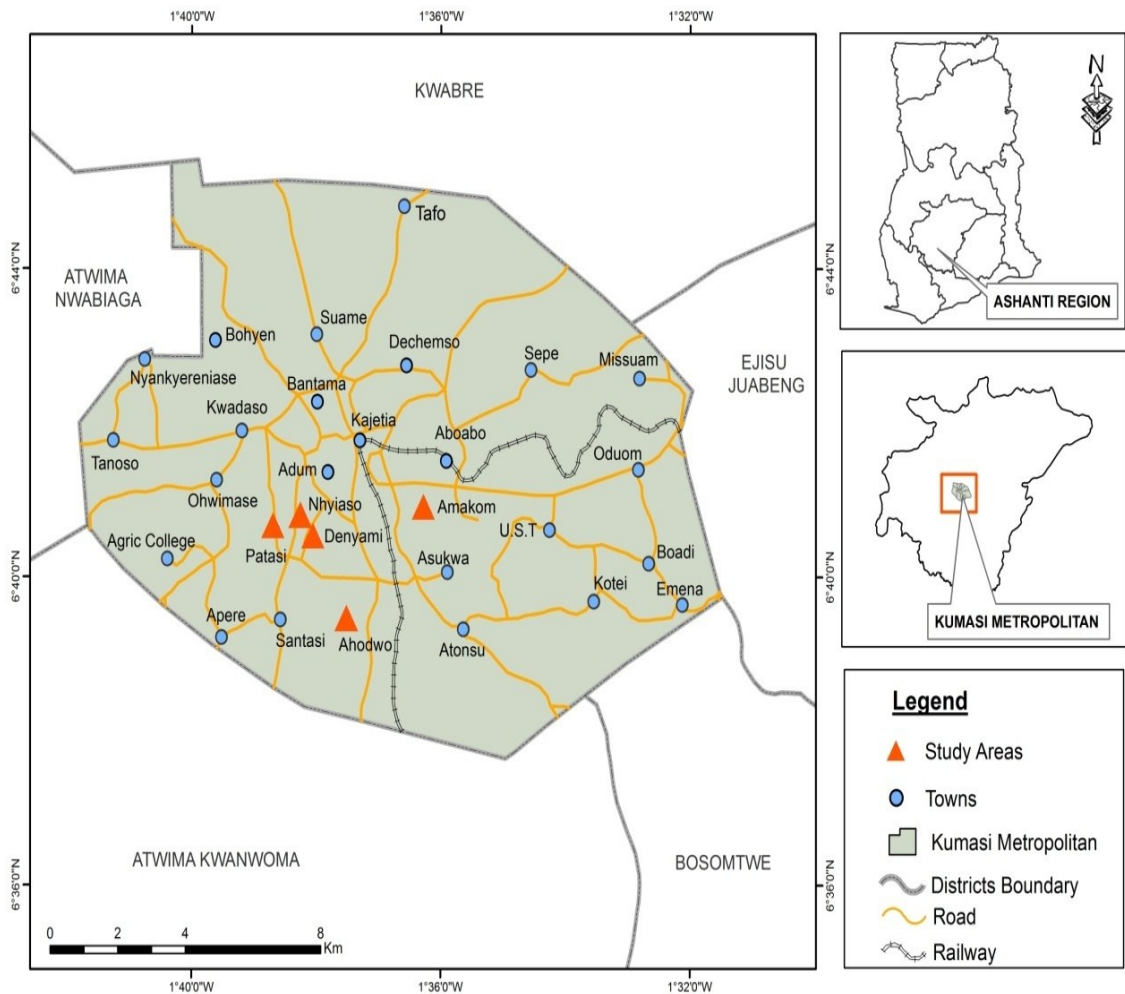 1°40'0"W
1°36'0"W
1°32'0"W
KWABRE
Tafo
6°44'0"N
6°44'0"N
ATWIMA
NWABIAGA
Suame
Bohyen
Dechemso
Sepe
Missuam
EJISU
JUABENG
Nyankyereniase
Bantama
Kwadaso
Kajetia
Aboabo
Tanoso
Adum
Oduom
Ohwimase
Nhyiaso
Amakom
Denyami
U.S.T
Patasi
Agric College
Asukwa
Boadi
6°40'0"N
6°40'0"N
Kotei
Emena
Apere
Santasi
Ahodwo
Atonsu
ATWIMA KWANWOMA
BOSOMTWE
6°36'0"N
6°36'0"N
0 2 4 8
Km
1°40'0"W
1°36'0"W
1°32'0"W
N
ASHANTI REGION
KUMASI METROPOLITAN
Legend
Study Areas
Towns
Kumasi Metropolitan
Districts Boundary
Road
Railway